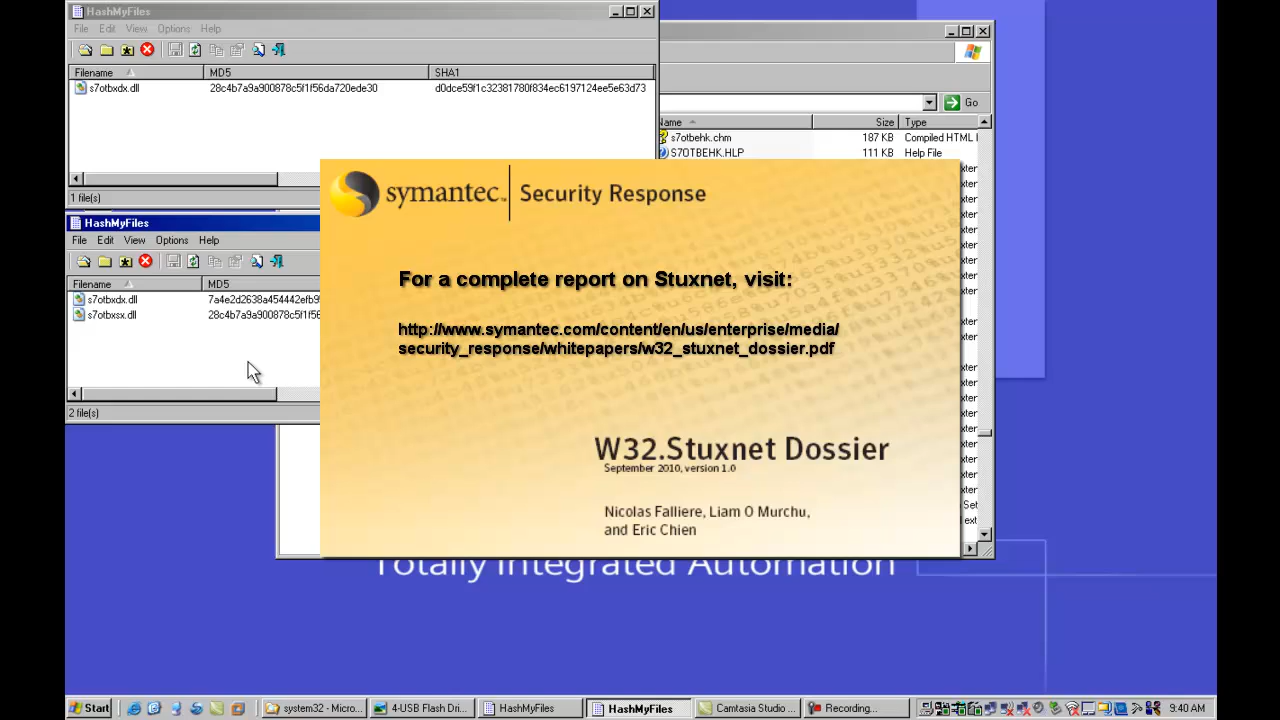 HashMyFiles
File Edit View Options Help
Filename MD5 SHA1
s7otbxdx.dll 28c4b7a9a900878c5f1f56da720ede30 d0dce59f1c32381780f834ec6197124ee5e63d73
1 file(s)
HashMyFiles
File Edit View Options Help
Filename MD5
s7otbxdx.dll 7a4e2d2638a454442efb9
s7otbxsx.dll 28c4b7a9a900878c5f1f56
2 file(s)
Go
Name Size Type
s7otbehk.chm 187 KB Compiled HTML
S7OTBEHK.HLP 111 KB Help File
symantec. Security Response
For a complete report on Stuxnet, visit:
http://www.symantec.com/content/en/us/enterprise/media/
security_response/whitepapers/w32_stuxnet_dossier.pdf
W32.Stuxnet Dossier
September 2010, version 1.0
Nicolas Falliere, Liam O Murchu,
and Eric Chien
Totally Integrated Automation
Start system32 - Micro... 4-USB Flash Dri... HashMyFiles HashMyFiles Camtasia Studio ... Recording... 9:40 AM